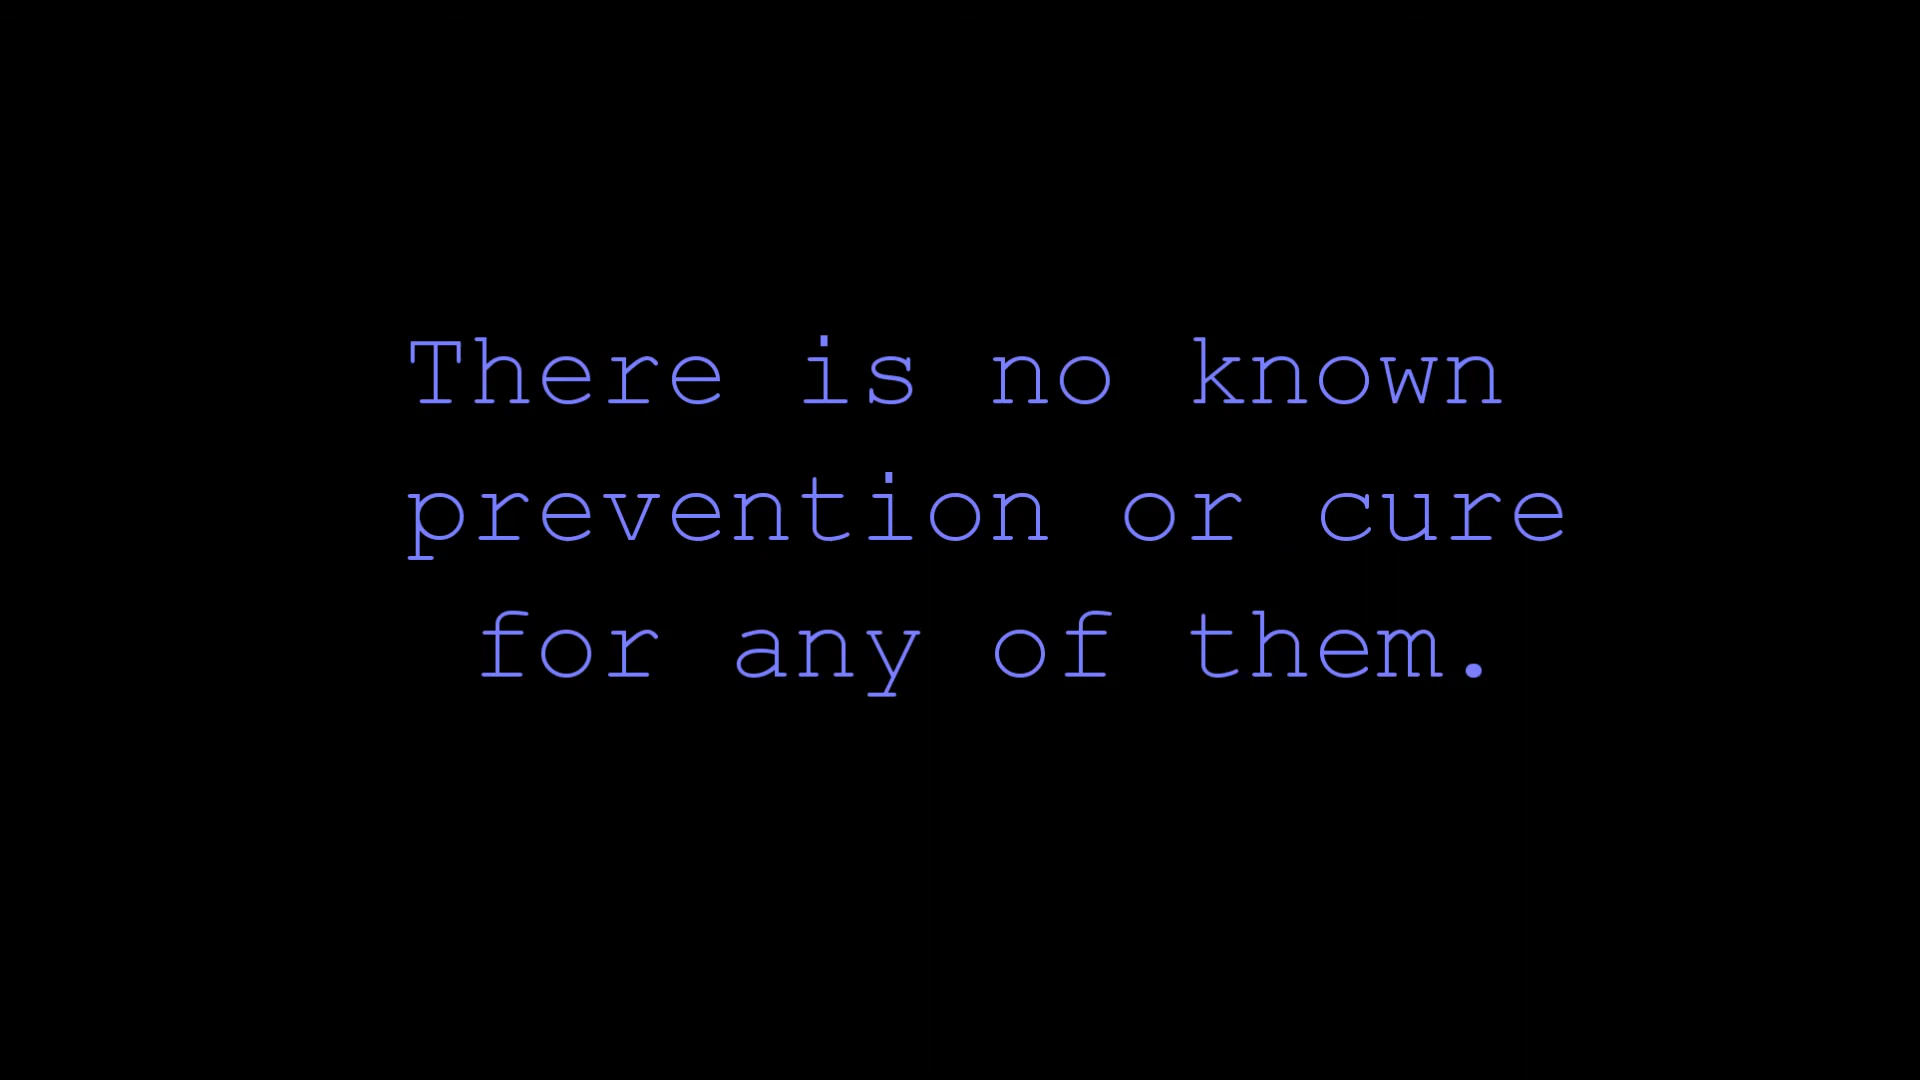 There is no known
prevention or cure
for any of them.